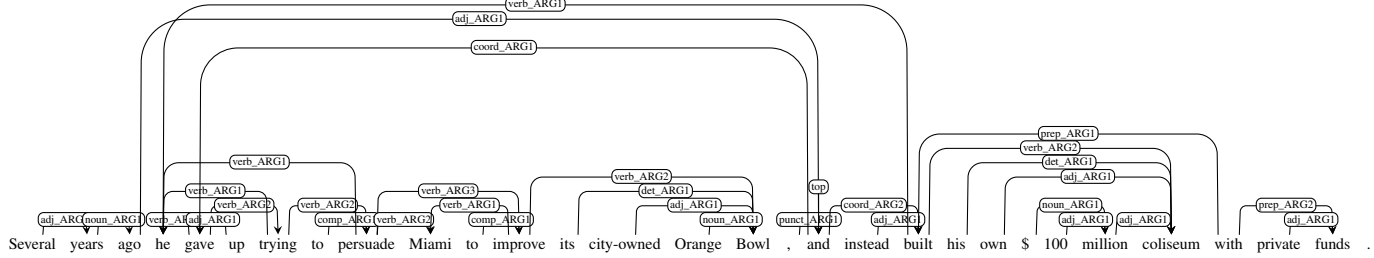 verb_ARG1
adj_ARG1
coord_ARG1
prep_ARG1
verb_ARG2
verb_ARG1 det_ARG1
verb_ARG2 adj_ARG1
verb_ARG1 verb_ARG3 det_ARG1 top
verb_ARG2 verb_ARG2 verb_ARG1 adj_ARG1 coord_ARG2 noun_ARG1 prep_ARG2
noun_ARG1 adj_ARG1 verb_ARG2 comp_ARG1 noun_ARG1 punct_ARG1 adj_ARG1 adj_ARG1 adj_ARG1 adj_ARG1
Several years ago he gave up trying to persuade Miami to improve its city-owned Orange Bowl , and instead built his own $ 100 million coliseum with private funds .